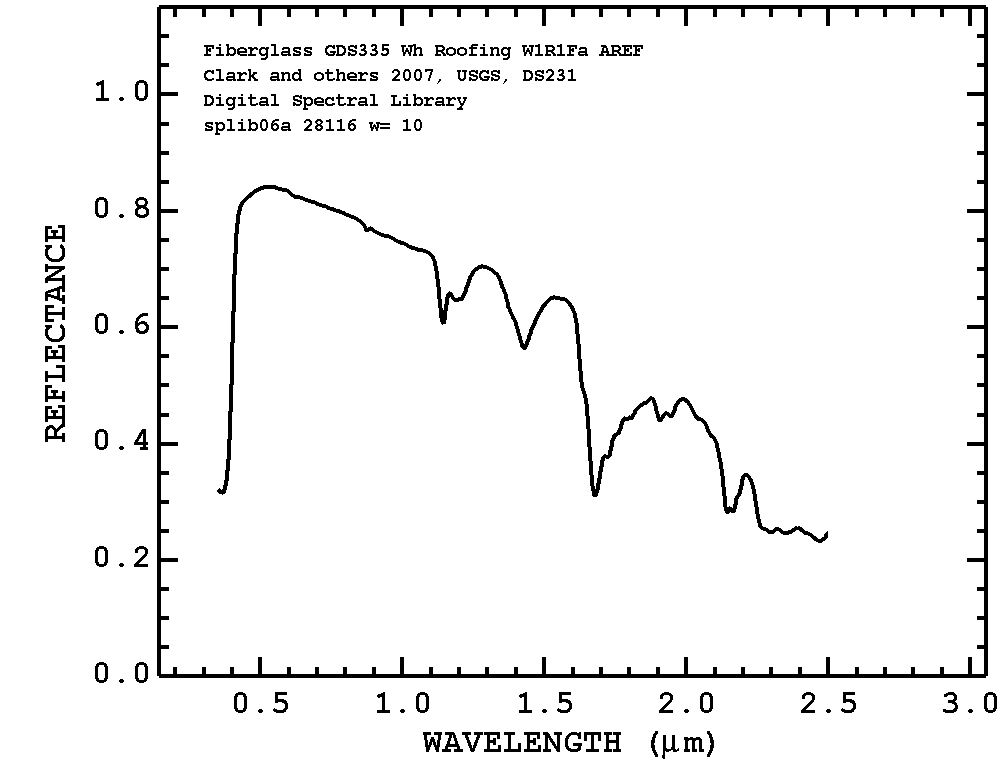 Fiberglass GDS335 Wh Roofing W1R1Fa AREF
Clark and others 2007, USGS, DS231
Digital Spectral Library
splib06a 28116 w= 10
REFLECTANCE
1.0
0.8
0.6
0.4
0.2
0.0
0.5 1.0 1.5 2.0 2.5 3.0
WAVELENGTH (μm)